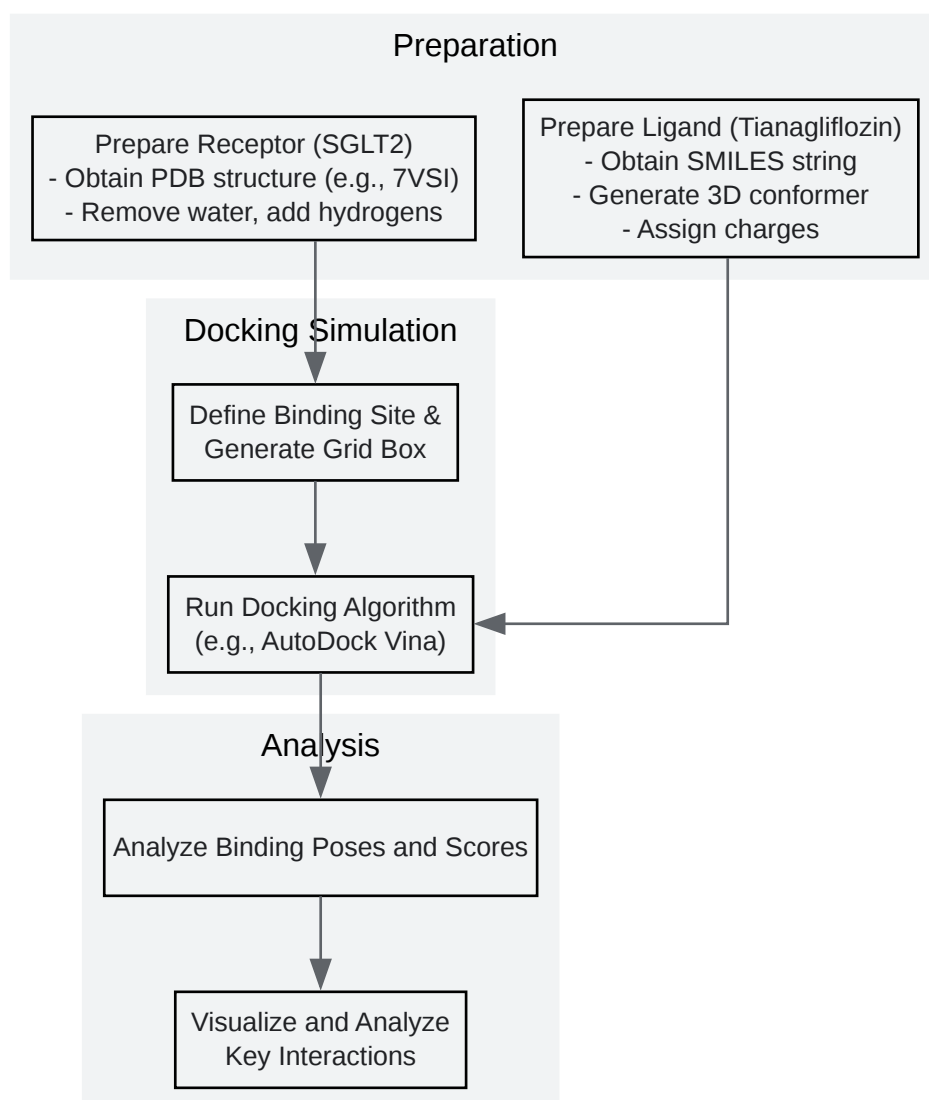 Preparation
Prepare Receptor (SGLT2)
- Obtain PDB structure (e.g., 7VSI)
- Remove water, add hydrogens
Prepare Ligand (Tianagliflozin)
- Obtain SMILES string
- Generate 3D conformer
- Assign charges
Docking Simulation
Define Binding Site &
Generate Grid Box
Run Docking Algorithm
(e.g., AutoDock Vina)
Analysis
Analyze Binding Poses and Scores
Visualize and Analyze
Key Interactions